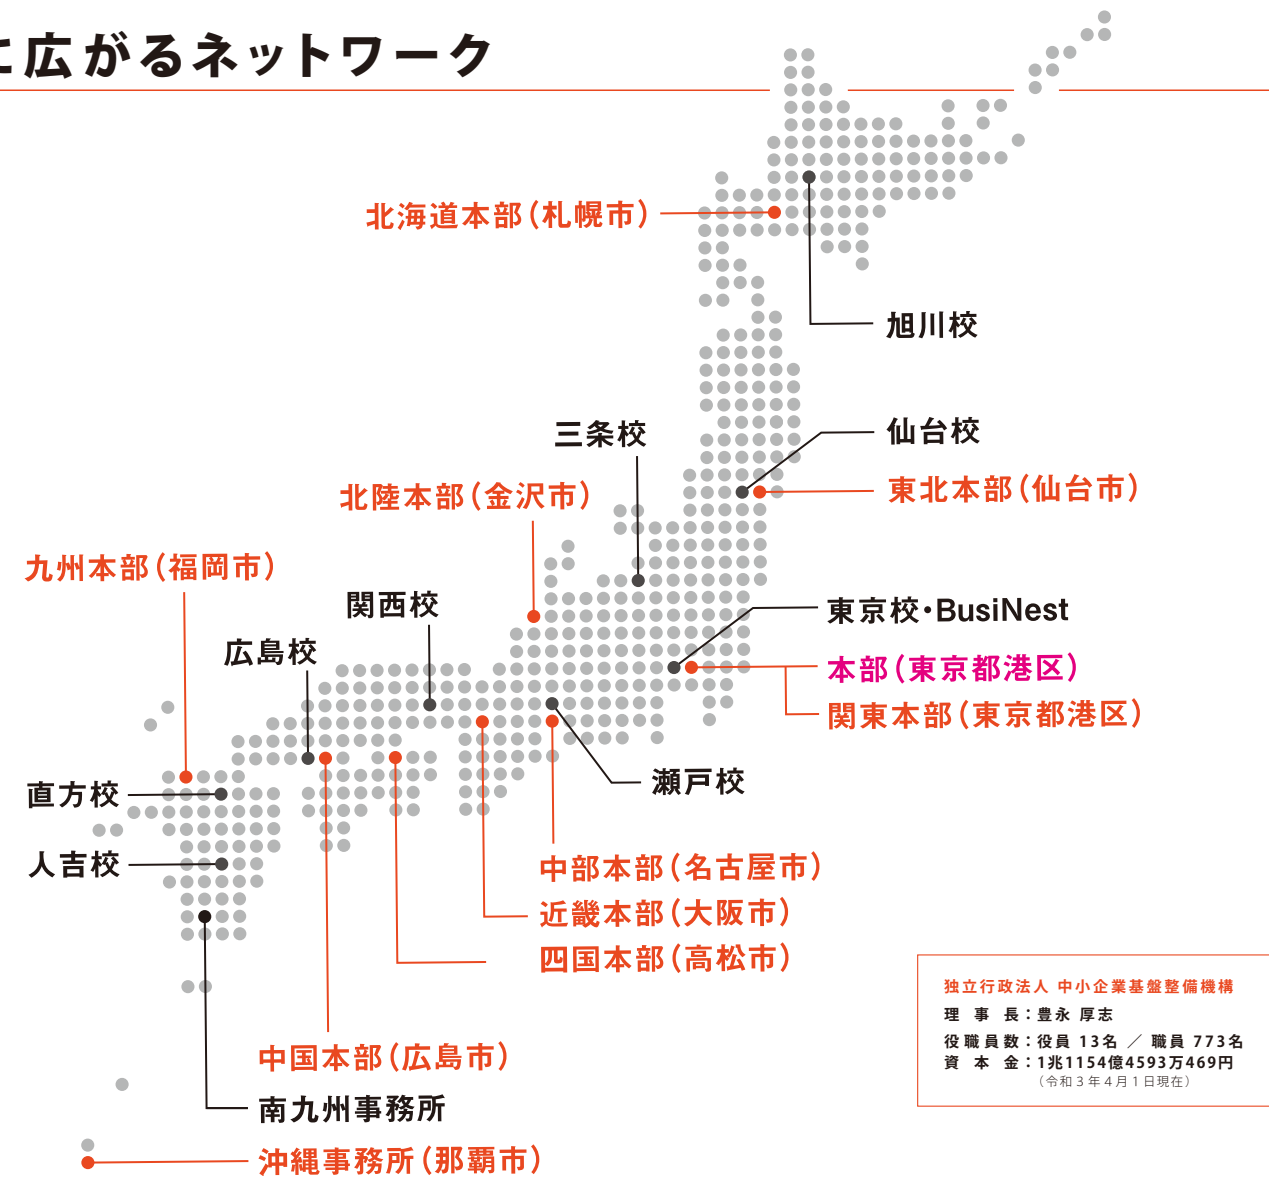 に広がるネットワーク
北海道本部（札幌市）
旭川校
仙台校
三条校
東北本部（仙台市）
北陸本部（金沢市）
九州本部（福岡市）
関西校
東京校・BusiNest
広島校
本部（東京都港区）
関東本部（東京都港区）
直方校
瀬戸校
人吉校
中部本部（名古屋市）
近畿本部（大阪市）
四国本部（高松市）
中国本部（広島市）
南九州事務所
沖縄事務所（那覇市）
独立行政法人 中小企業基盤整備機構
理事長：豊永 厚志
役職員数：役員 13名 ／ 職員 773名
資本金：1兆1154億4593万469円
（令和３年４月１日現在）